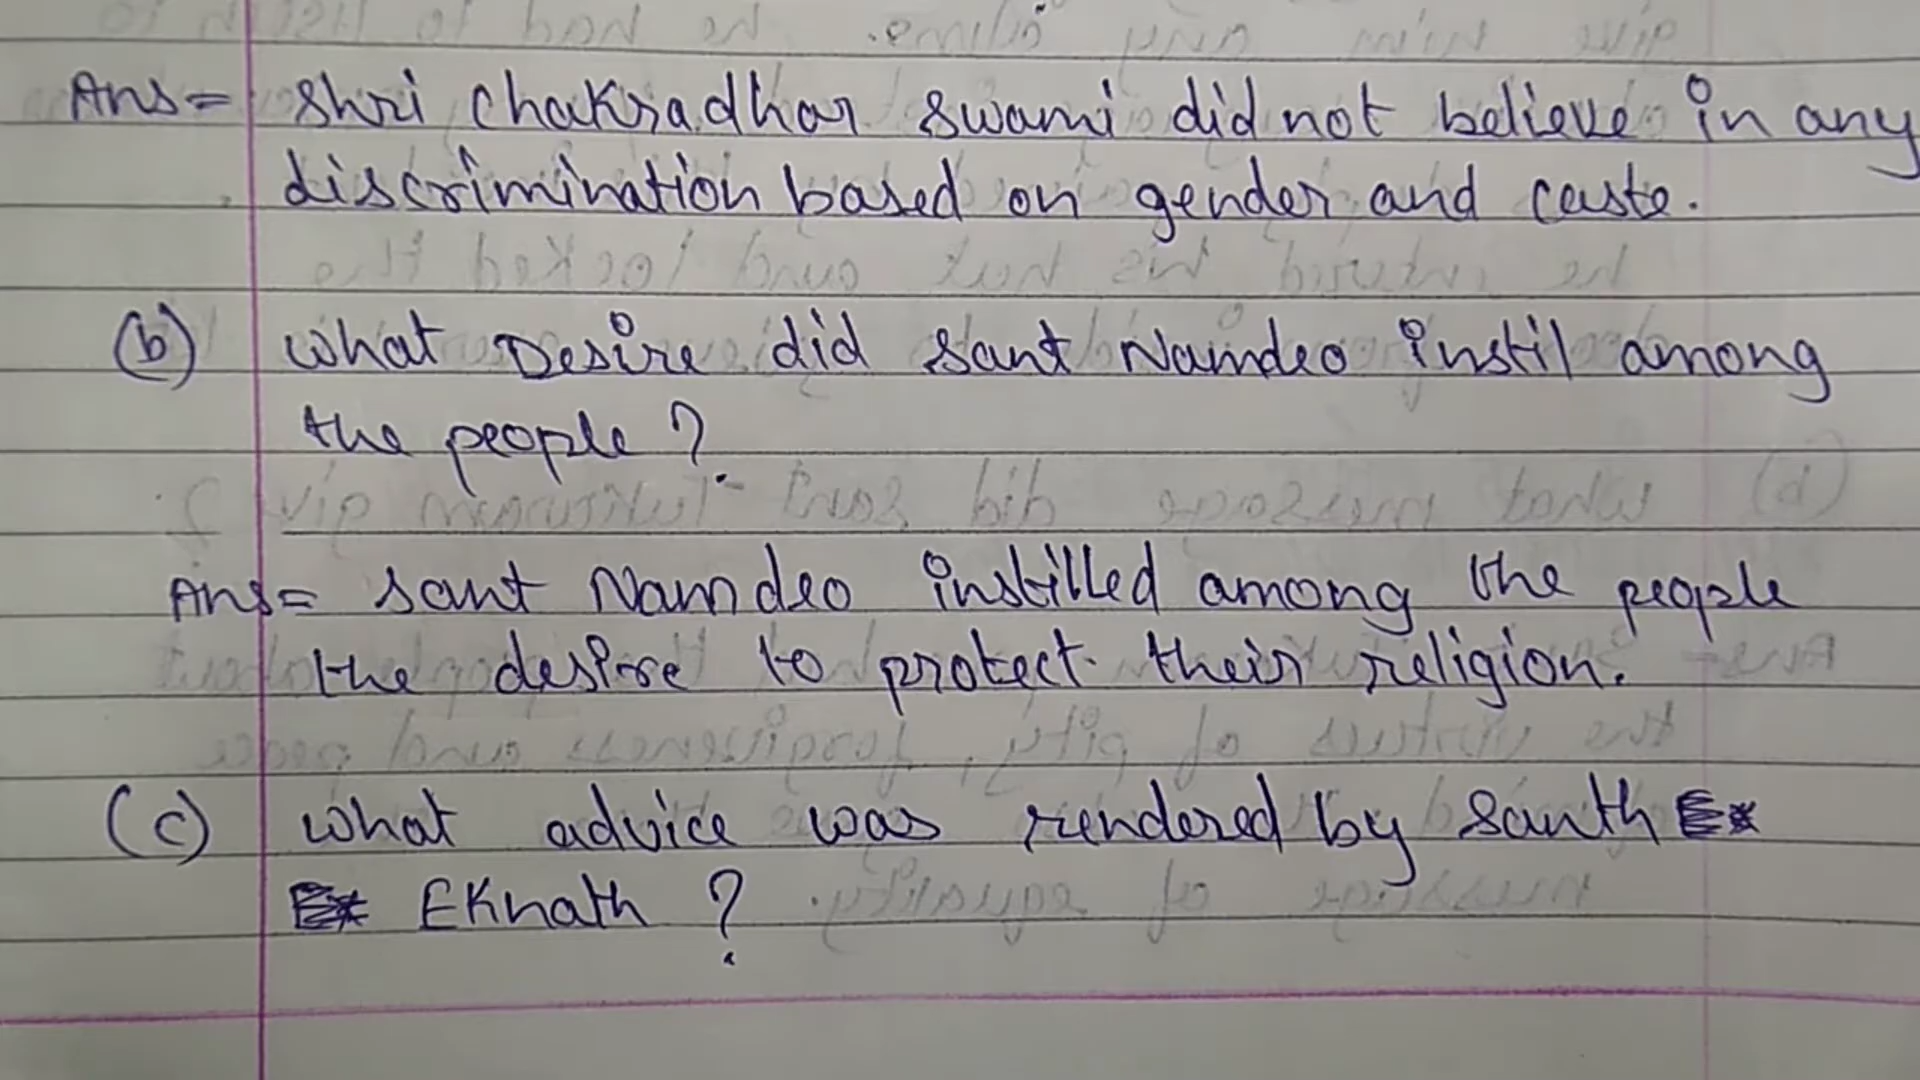 Ans= Shri Chakradhar Swami did not believe in any
discrimination based on gender and caste.
(b) What Desire did Sant Namdeo instil among
the people ?
Ans= Sant Namdeo instilled among the people
the desire to protect their religion.
(c) What advice was rendered by Santh
Eknath ?